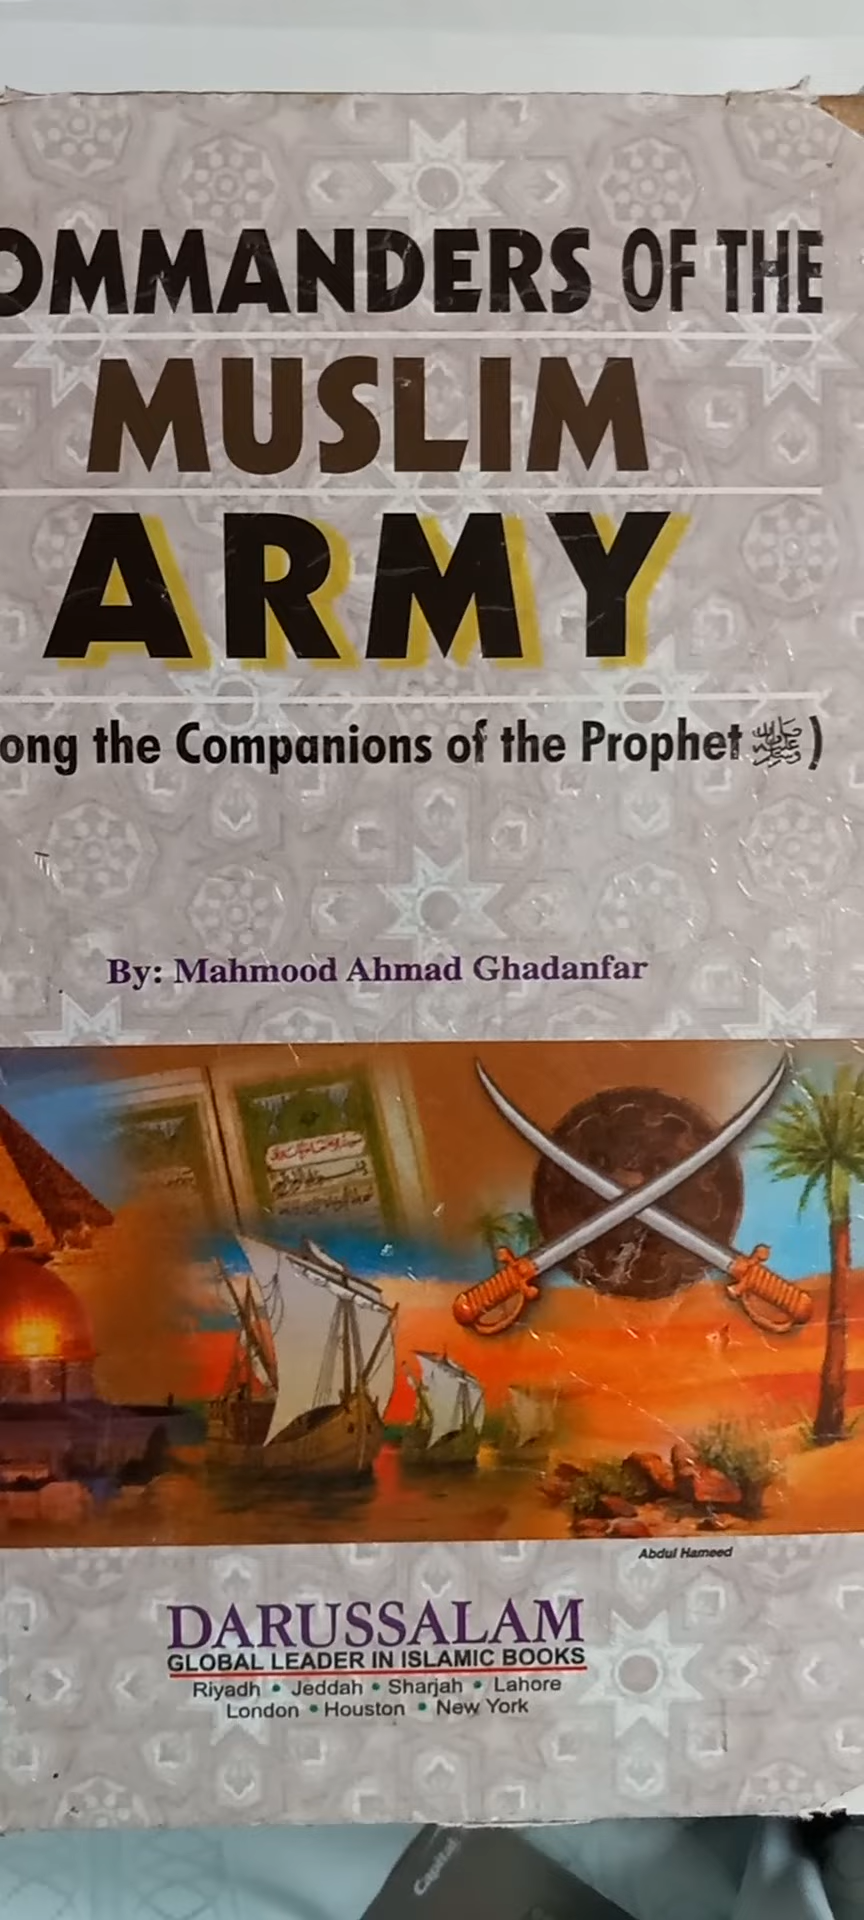 OMMANDERS OF THE
MUSLIM
ARMY
ong the Companions of the Prophet ﷺ)
By: Mahmood Ahmad Ghadanfar
Abdul Hameed
DARUSSALAM
GLOBAL LEADER IN ISLAMIC BOOKS
Riyadh • Jeddah • Sharjah • Lahore
London • Houston • New York
Capital